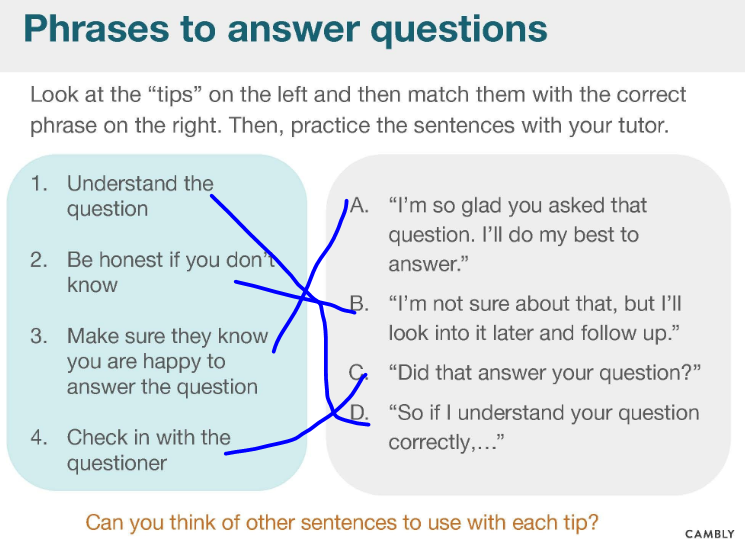 Phrases to answer questions
Look at the “tips” on the left and then match them with the correct
phrase on the right. Then, practice the sentences with your tutor.
1. Understand the
question
2. Be honest if you don’t
know
3. Make sure they know
you are happy to
answer the question
4. Check in with the
questioner
A. “I’m so glad you asked that
question. I’ll do my best to
answer.”
B. “I’m not sure about that, but I’ll
look into it later and follow up.”
C. “Did that answer your question?”
D. “So if I understand your question
correctly,…”
Can you think of other sentences to use with each tip?
CAMBLY